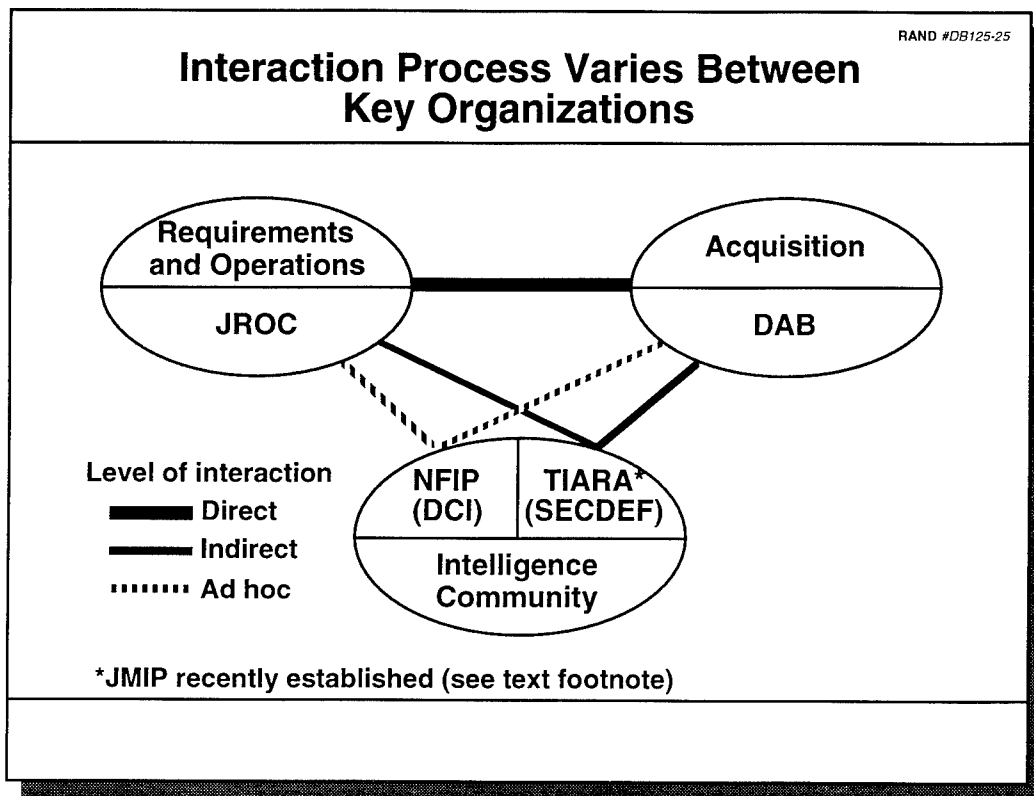 RAND #DB125-25
Interaction Process Varies Between
Key Organizations
Requirements
and Operations
JROC
Acquisition
DAB
Level of interaction
Direct
Indirect
Ad hoc
NFIP
(DCI)
TIARA*
(SECDEF)
Intelligence
Community
*JMIP recently established (see text footnote)